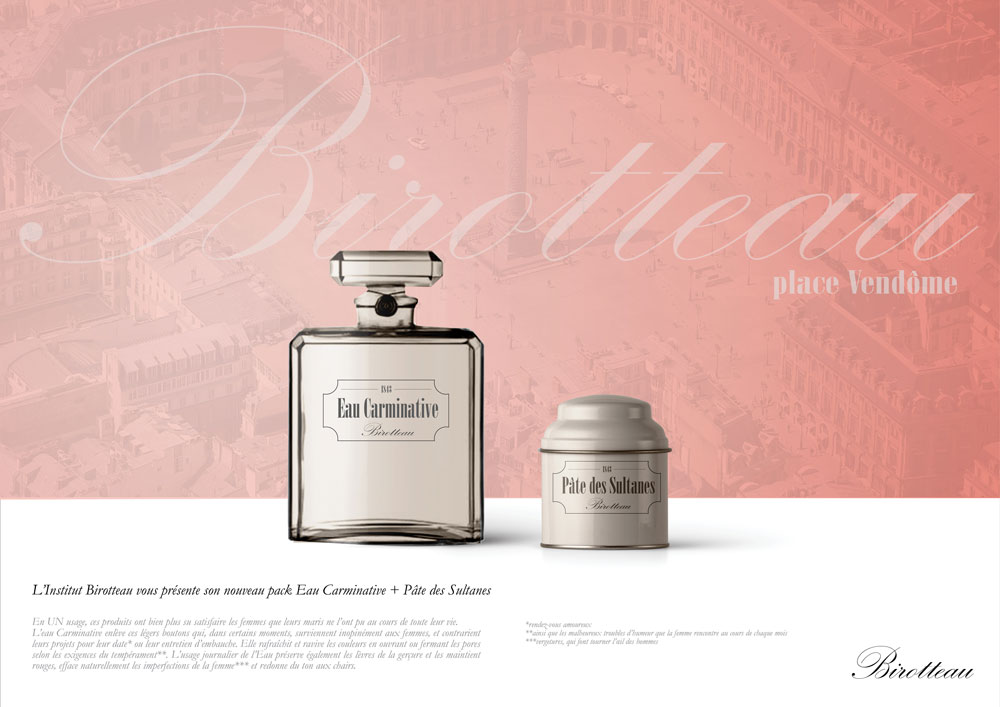 Birotteau
place Vendôme
1843
Eau Carminative
Birotteau
1843
Pâte des Sultanes
Birotteau
L'Institut Birotteau vous présente son nouveau pack Eau Carminative + Pâte des Sultanes
En UN usage, ces produits ont bien plus su satisfaire les femmes que leurs maris ne l'ont pu au cours de toute leur vie.
L'eau Carminative enlève ces légers boutons qui, dans certains moments, surviennent inopinément aux femmes, et contrarient
leurs projets pour leur date* ou leur entretien d'embauche. Elle rafraîchit et ravive les couleurs en ouvrant ou fermant les pores
selon les exigences du tempérament**. L'usage journalier de l'Eau préserve également les lèvres de la gerçure et les maintient
rouges, efface naturellement les imperfections de la femme*** et redonne du ton aux chairs.
*rendez-vous amoureux
**ainsi que les malheureux troubles d'humour que la femme rencontre au cours de chaque mois
***vergetures, qui font tourner l'œil des hommes
Birotteau